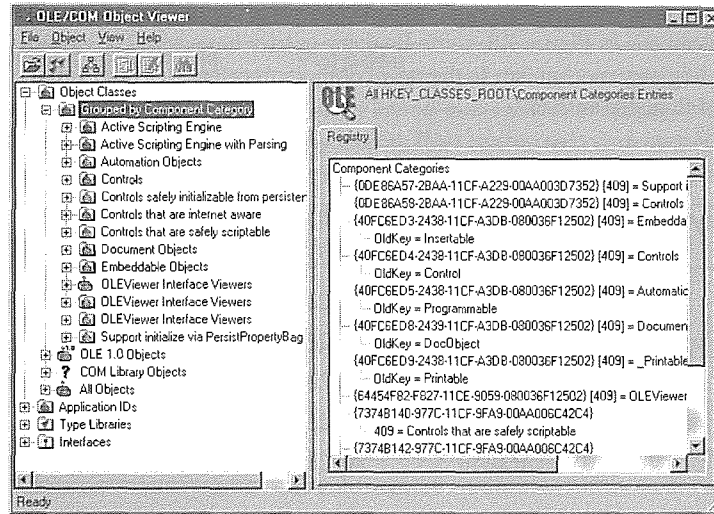 OLE/COM Object Viewer
File Object View Help
Object Classes
Grouped by Component Category
Active Scripting Engine
Active Scripting Engine with Parsing
Automation Objects
Controls
Controls safely initializable from persister
Controls that are internet aware
Controls that are safely scriptable
Document Objects
Embeddable Objects
OLEViewer Interface Viewers
OLEViewer Interface Viewers
OLEViewer Interface Viewers
Support initialize via PersistPropertyBag
OLE 1.0 Objects
? COM Library Objects
All Objects
Application IDs
Type Libraries
Interfaces
Ready
OLE
All HKEY_CLASSES_ROOT\Component Categories Entries
Registry
Component Categories
{0DE86A57-2BAA-11CF-A229-00AA003D7352} [409] = Support i
{0DE86A58-2BAA-11CF-A229-00AA003D7352} [409] = Controls
{40FC6ED3-2438-11CF-A3DB-080036F12502} [409] = Embedda
OldKey = Insertable
{40FC6ED4-2438-11CF-A3DB-080036F12502} [409] = Controls
OldKey = Control
{40FC6ED5-2438-11CF-A3DB-080036F12502} [409] = Automatic
OldKey = Programmable
{40FC6ED8-2439-11CF-A3DB-080036F12502} [409] = Documen
OldKey = DocObject
{40FC6ED9-2438-11CF-A3DB-080036F12502} [409] = _Printable
OldKey = Printable
{64454F82-F827-11CE-9059-080036F12502} [409] = OLEViewer
{7374B140-977C-11CF-9FA9-00AA006C42C4}
409 = Controls that are safely scriptable
{7374B142-977C-11CF-9FA9-00AA006C42C4}